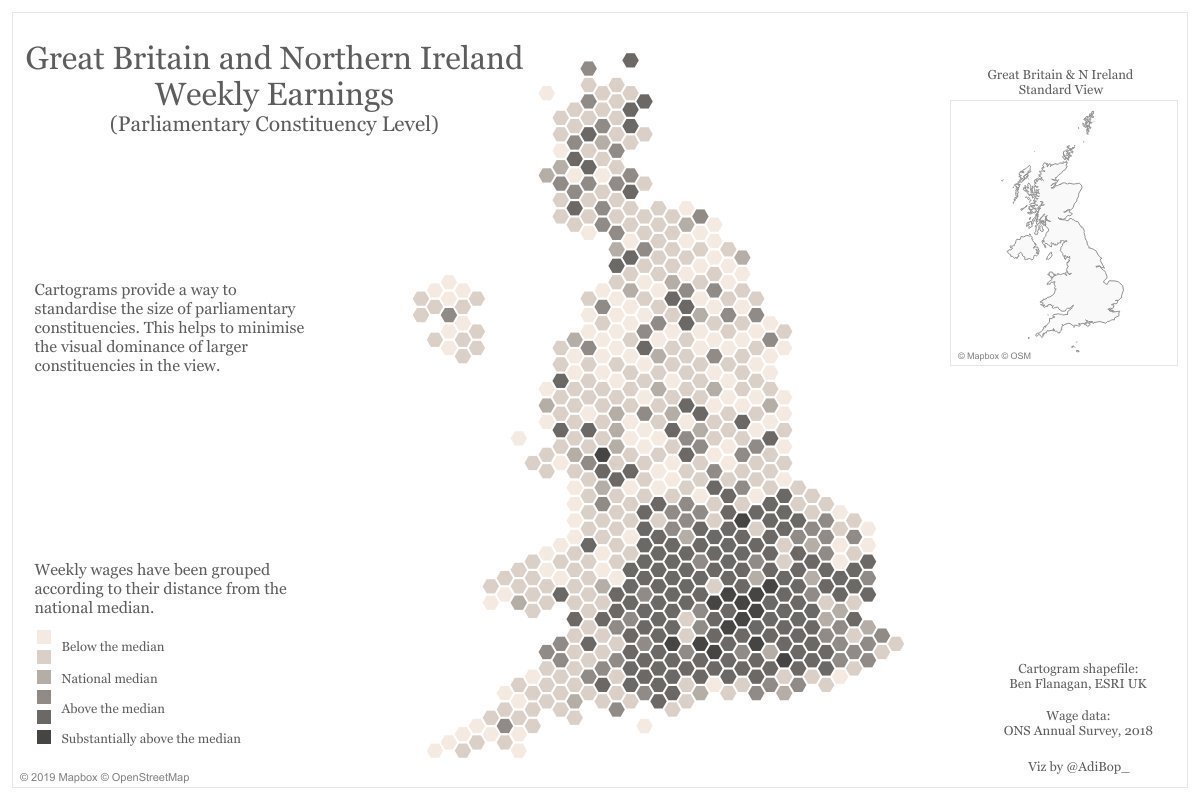 Great Britain and Northern Ireland
Weekly Earnings
(Parliamentary Constituency Level)
Great Britain & N Ireland
Standard View
© Mapbox © OSM
Cartograms provide a way to
standardise the size of parliamentary
constituencies. This helps to minimise
the visual dominance of larger
constituencies in the view.
Weekly wages have been grouped
according to their distance from the
national median.
Below the median
National median
Above the median
Substantially above the median
Cartogram shapefile:
Ben Flanagan, ESRI UK
Wage data:
ONS Annual Survey, 2018
Viz by @AdiBop_
© 2019 Mapbox © OpenStreetMap